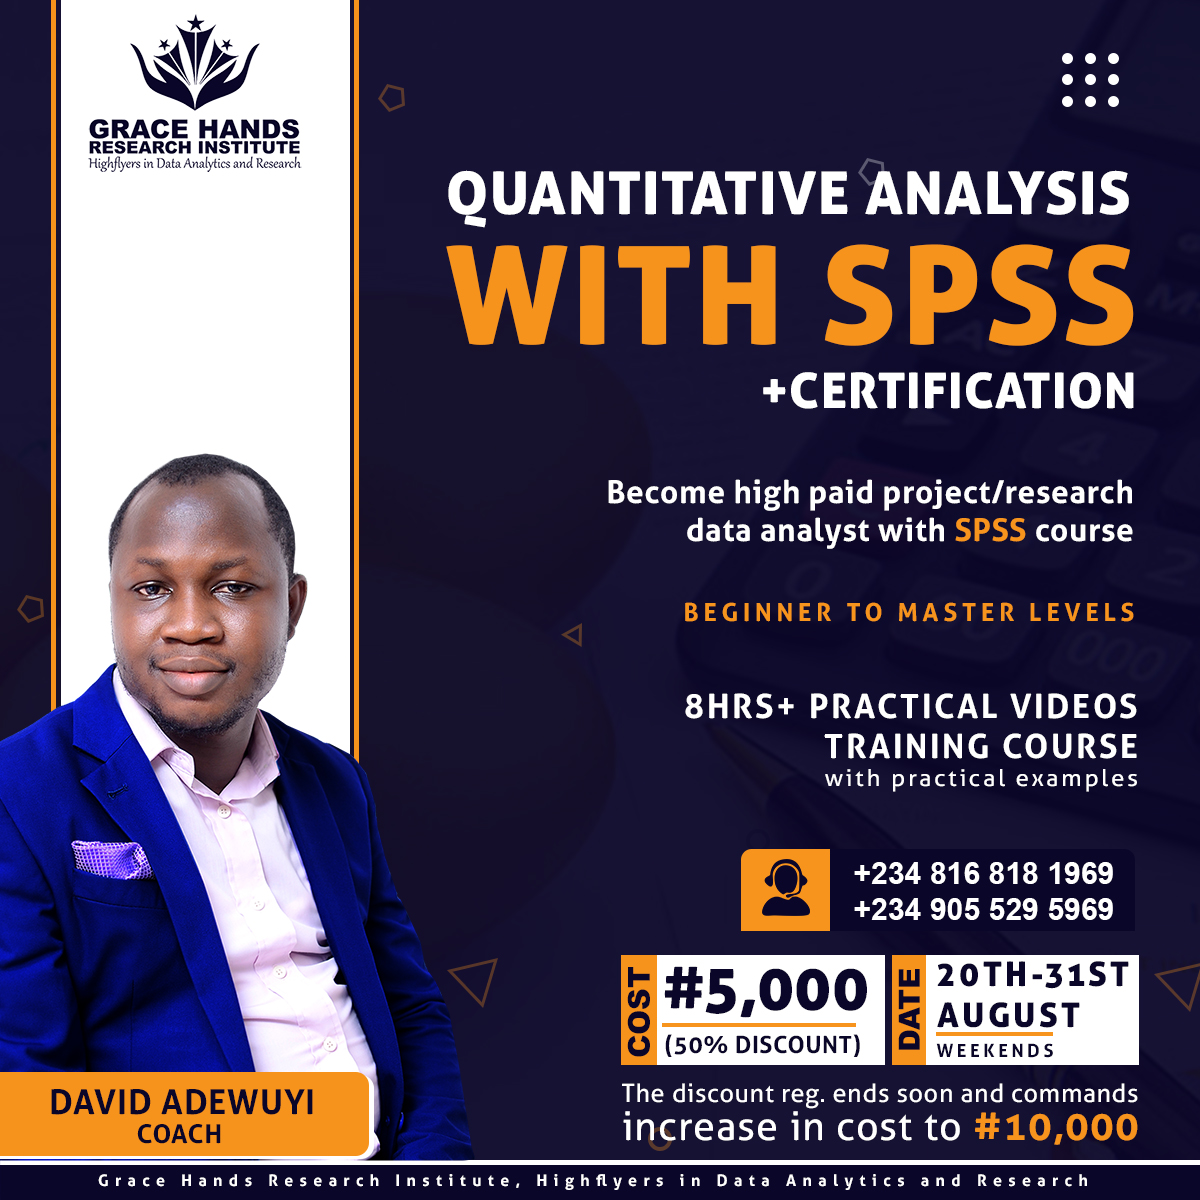 GRACE HANDS
RESEARCH INSTITUTE
Highflyers in Data Analytics and Research
QUANTITATIVE ANALYSIS
WITH SPSS
+CERTIFICATION
Become high paid project/research
data analyst with SPSS course
BEGINNER TO MASTER LEVELS
8HRS+ PRACTICAL VIDEOS
TRAINING COURSE
with practical examples
+234 816 818 1969
+234 905 529 5969
COST
#5,000
(50% DISCOUNT)
DATE
20TH-31ST
AUGUST
WEEKENDS
The discount reg. ends soon and commands
increase in cost to #10,000
DAVID ADEWUYI
COACH
Grace Hands Research Institute, Highflyers in Data Analytics and Research